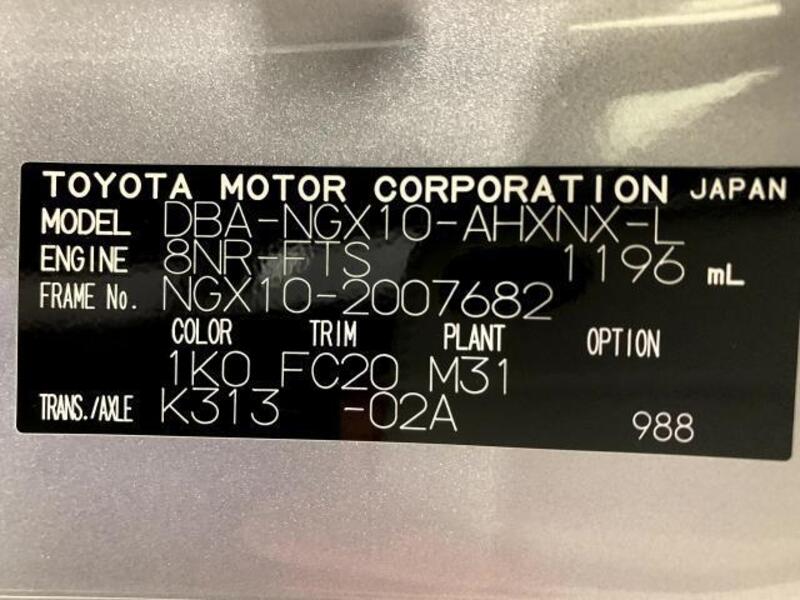 TOYOTA MOTOR CORPORATION JAPAN
MODEL DBA-NGX10-AHXNX-L
ENGINE 8NR-FTS 1196 mL
FRAME No. NGX10-2007682
COLOR TRIM PLANT OPTION
1K0 FC20 M31
TRANS./AXLE K313 -02A 988